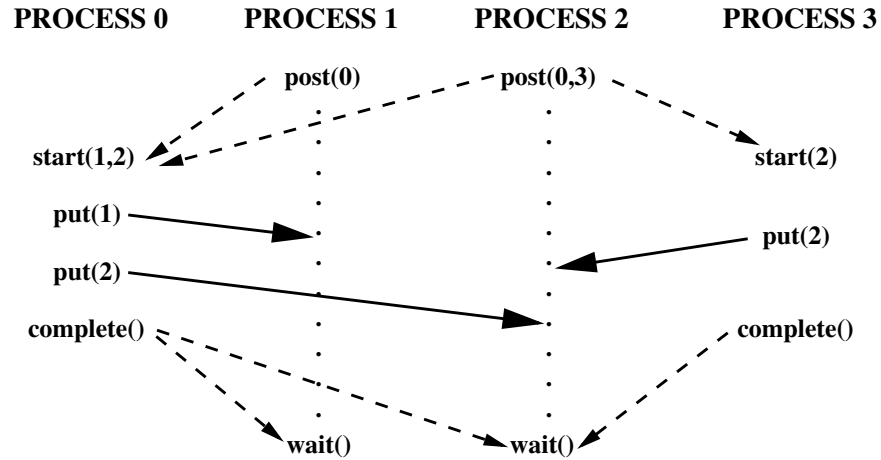 PROCESS 0 PROCESS 1 PROCESS 2 PROCESS 3
post(0) post(0,3)
start(1,2) start(2)
put(1)
put(2)
put(2)
complete() complete()
wait() wait()